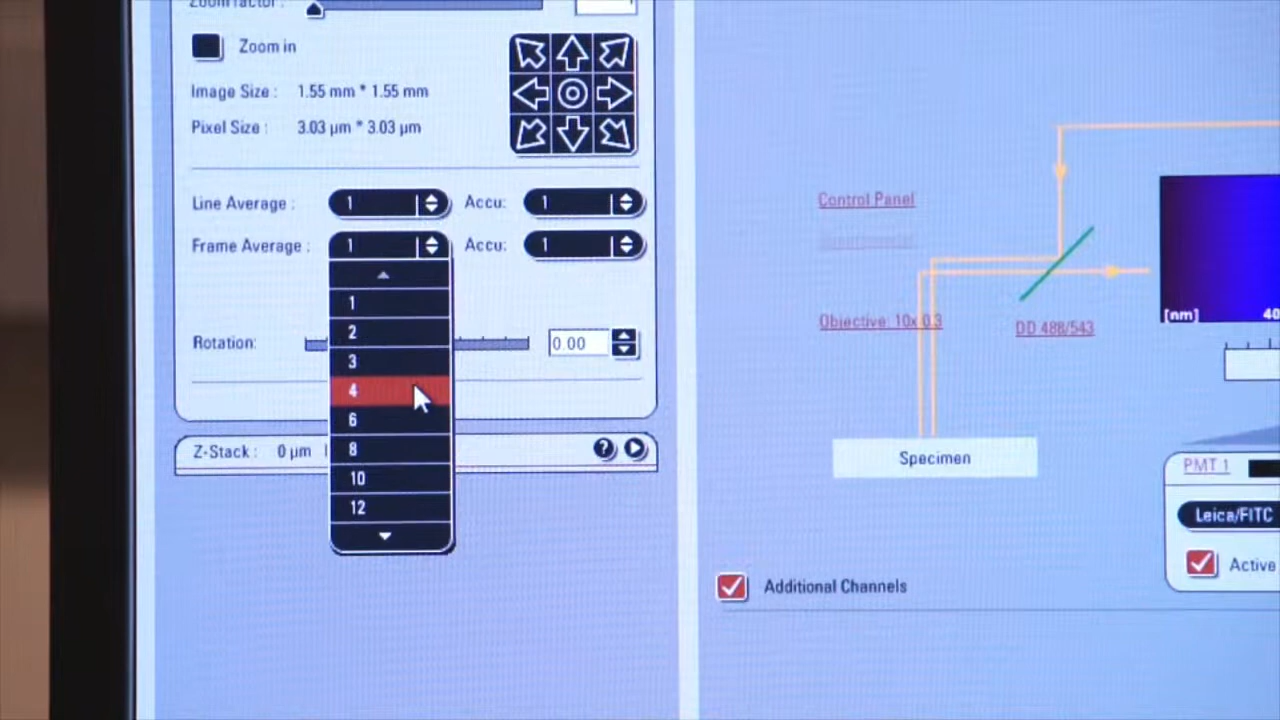 Zoom factor :
Zoom in
Image Size : 1.55 mm * 1.55 mm
Pixel Size : 3.03 µm * 3.03 µm
Line Average : 1 Accu: 1
Frame Average : 1 Accu: 1
1
2
3
4
6
8
10
12
Rotation: 0.00
Z-Stack : 0 µm
Control Panel
Objective: 10x 0.3
DD 488/543
[nm] 40
Specimen
PMT 1
Leica/FITC
Active
Additional Channels